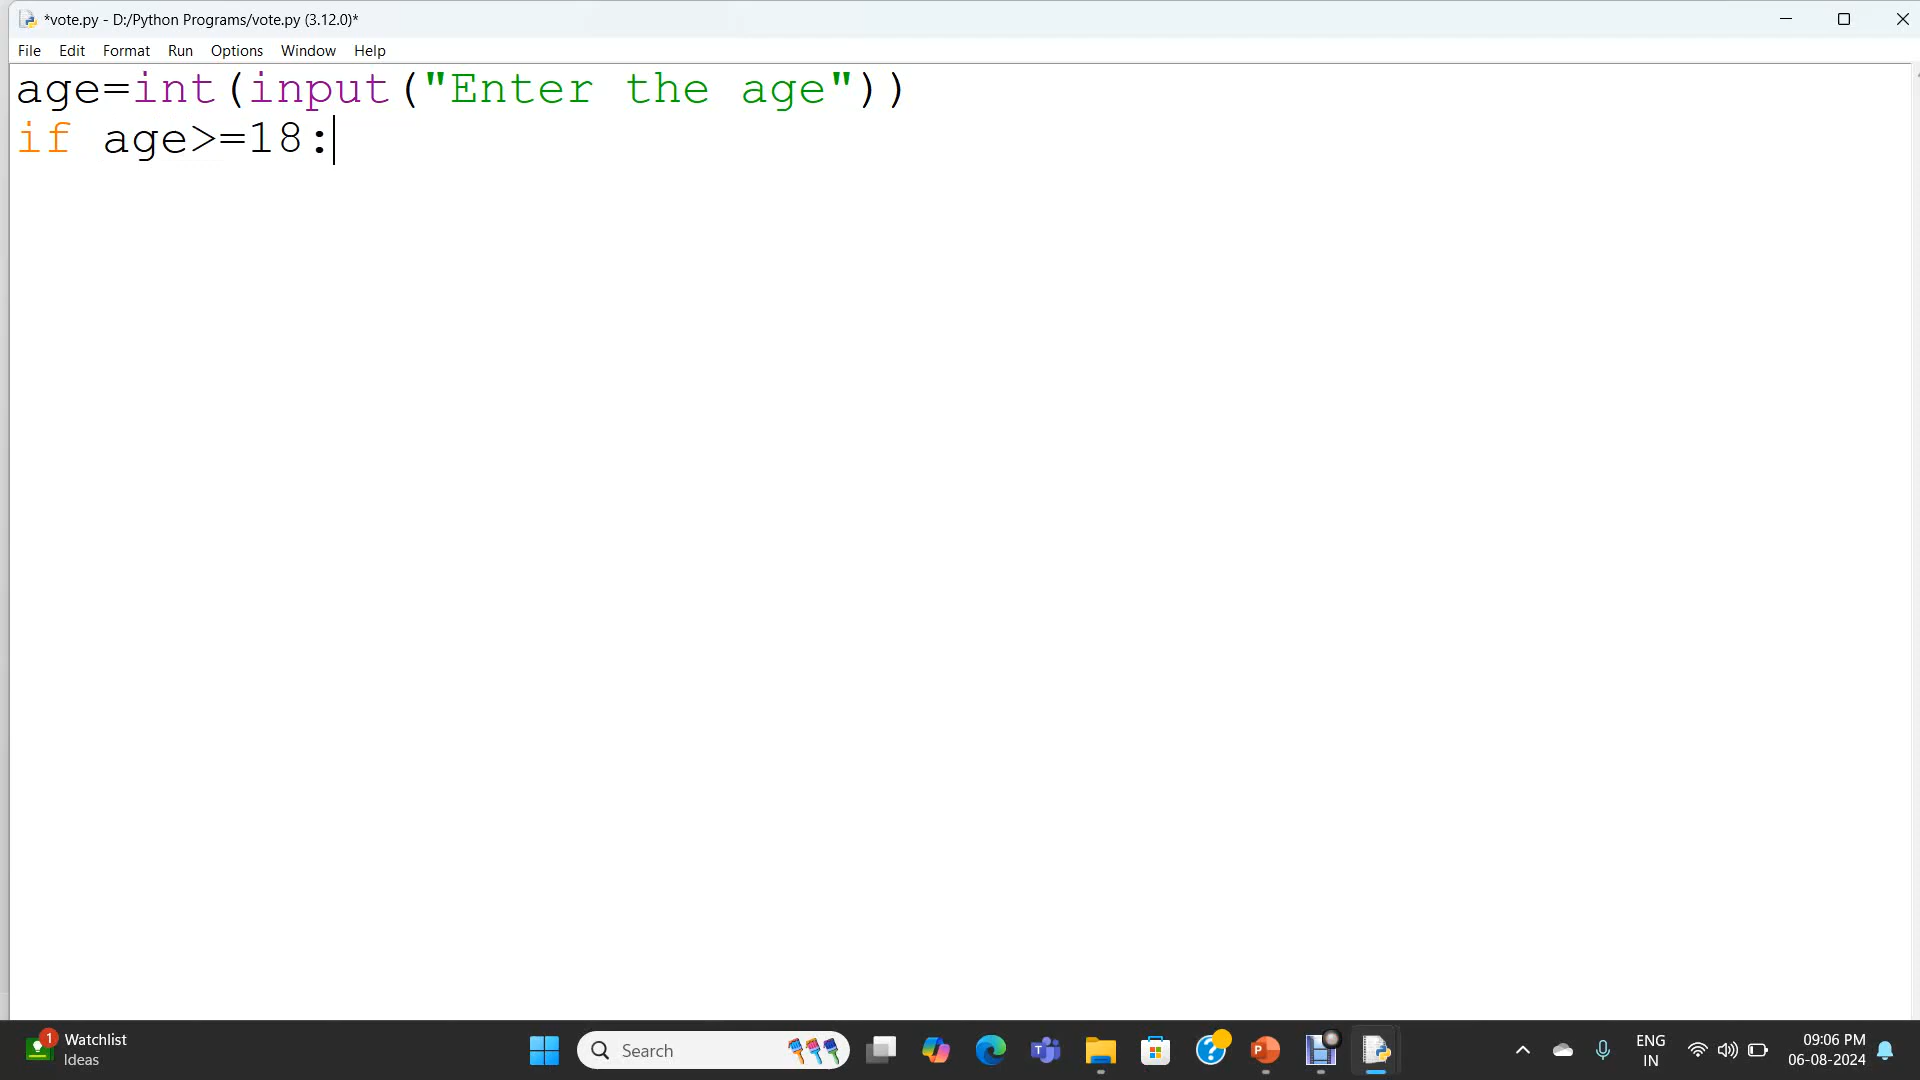 *vote.py - D:/Python Programs/vote.py (3.12.0)*
File Edit Format Run Options Window Help
age=int(input("Enter the age"))
if age>=18:
1 Watchlist
Ideas
Search
ENG
IN
09:06 PM
06-08-2024